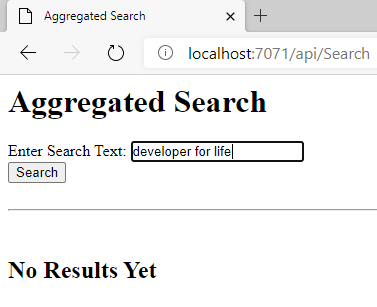 Aggregated Search
localhost:7071/api/Search
Aggregated Search
Enter Search Text: developer for life
Search
No Results Yet